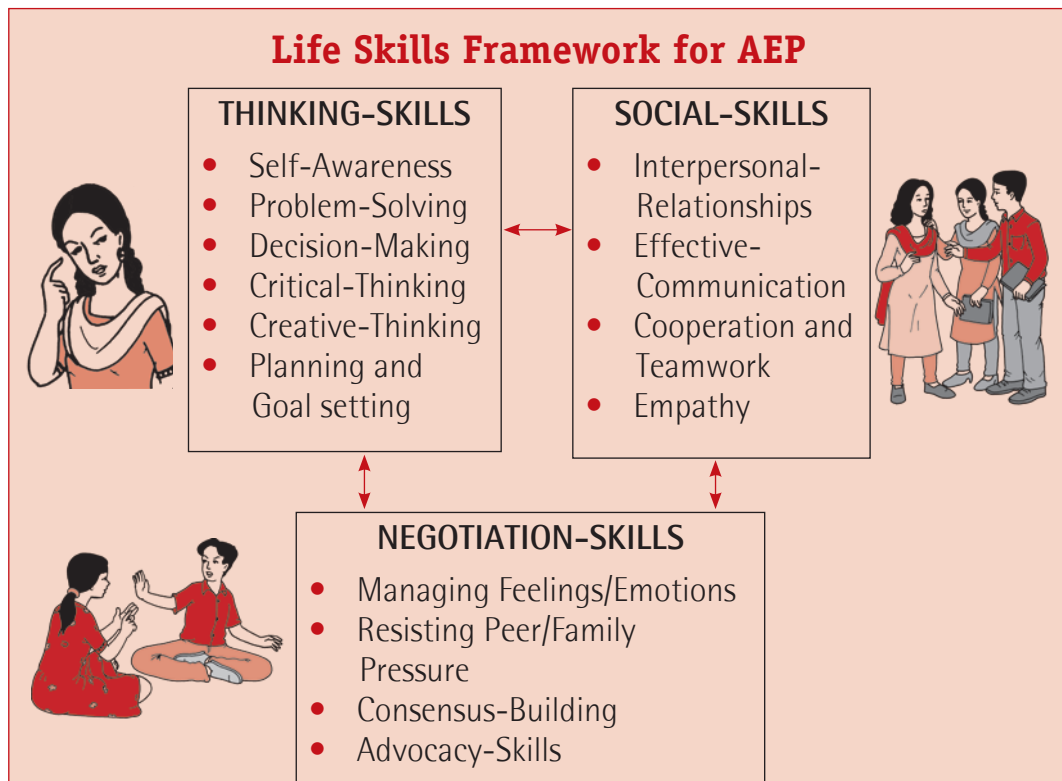 Life Skills Framework for AEP
THINKING-SKILLS
• Self-Awareness
• Problem-Solving
• Decision-Making
• Critical-Thinking
• Creative-Thinking
• Planning and
Goal setting
SOCIAL-SKILLS
• Interpersonal-
Relationships
• Effective-
Communication
• Cooperation and
Teamwork
• Empathy
NEGOTIATION-SKILLS
• Managing Feelings/Emotions
• Resisting Peer/Family
Pressure
• Consensus-Building
• Advocacy-Skills